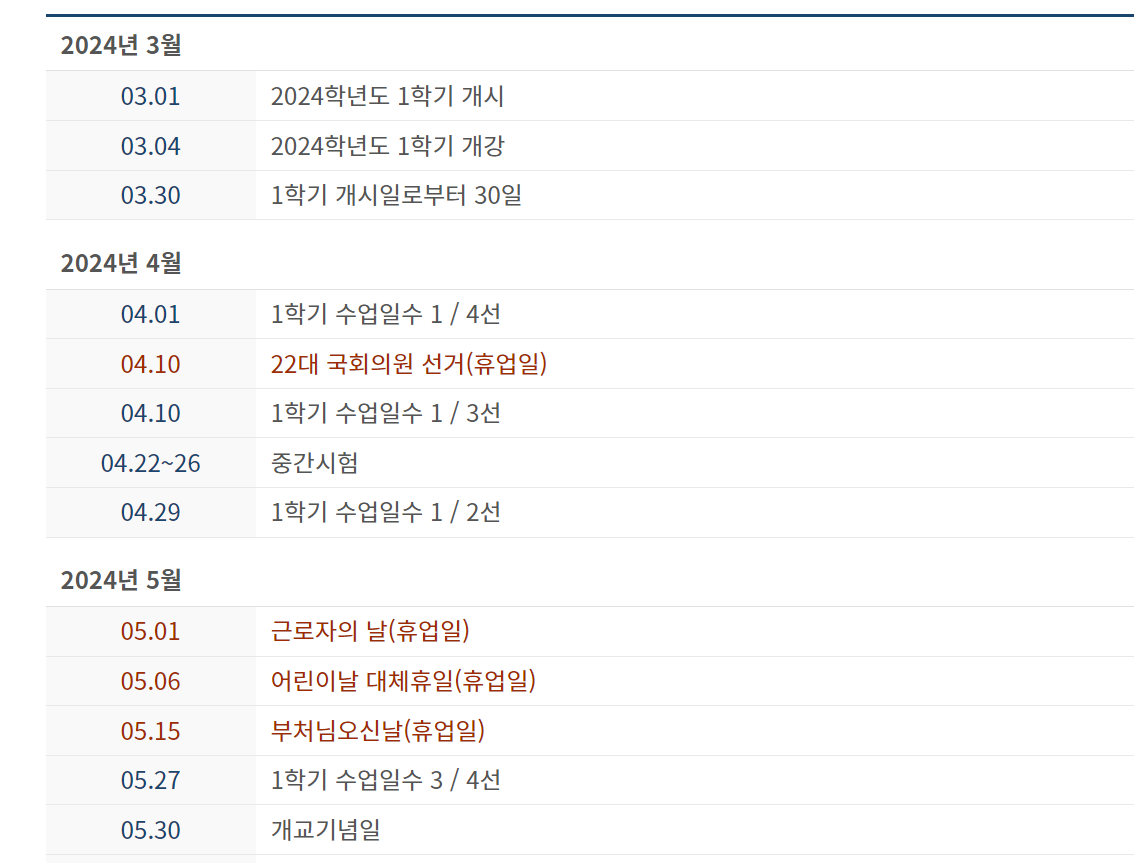 2024년 3월
03.01 2024학년도 1학기 개시
03.04 2024학년도 1학기 개강
03.30 1학기 개시일로부터 30일
2024년 4월
04.01 1학기 수업일수 1 / 4선
04.10 22대 국회의원 선거(휴업일)
04.10 1학기 수업일수 1 / 3선
04.22~26 중간시험
04.29 1학기 수업일수 1 / 2선
2024년 5월
05.01 근로자의 날(휴업일)
05.06 어린이날 대체휴일(휴업일)
05.15 부처님오신날(휴업일)
05.27 1학기 수업일수 3 / 4선
05.30 개교기념일